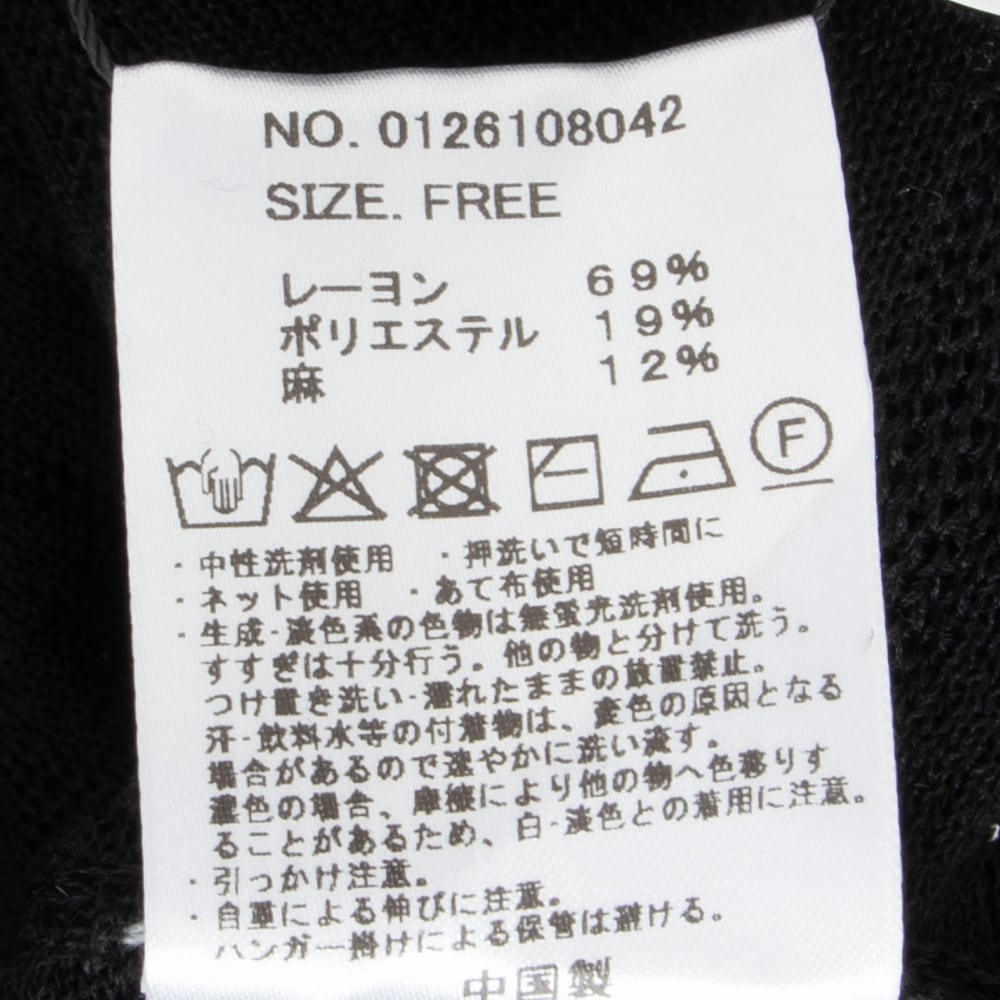 NO. 0126108042
SIZE. FREE
レーヨン 69%
ポリエステル 19%
麻 12%
F
・中性洗剤使用 ・押洗いで短時間に
・ネット使用 ・あて布使用
・生成・淡色系の色物は無蛍光洗剤使用。
すすぎは十分行う。他の物と分けて洗う。
つけ置き洗い・濡れたままの放置禁止。
汗・飲料水等の付着物は、変色の原因となる
場合があるので速やかに洗い流す。
濃色の場合、摩擦により他の物へ色移りす
ることがあるため、白・淡色との着用に注意。
・引っかけ注意。
・自重による伸びに注意。
ハンガー掛けによる保管は避ける。
中国製